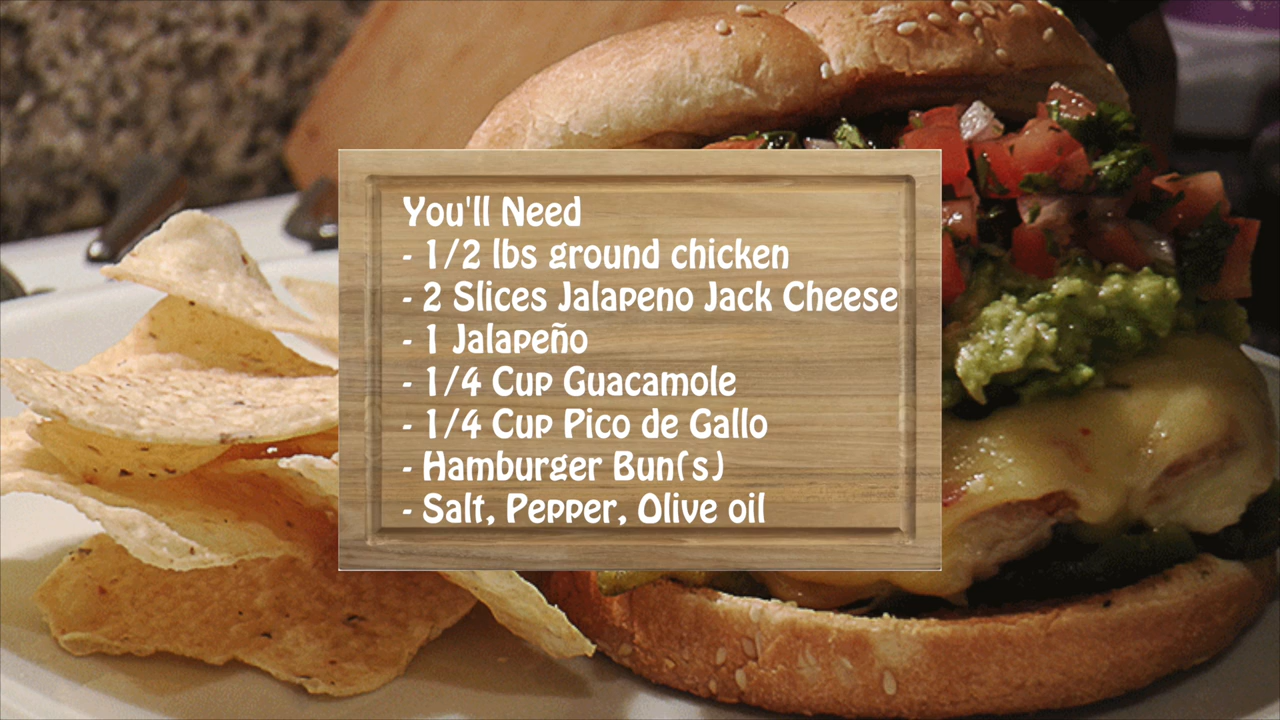 You'll Need
- 1/2 lbs ground chicken
- 2 Slices Jalapeno Jack Cheese
- 1 Jalapeño
- 1/4 Cup Guacamole
- 1/4 Cup Pico de Gallo
- Hamburger Bun(s)
- Salt, Pepper, Olive oil